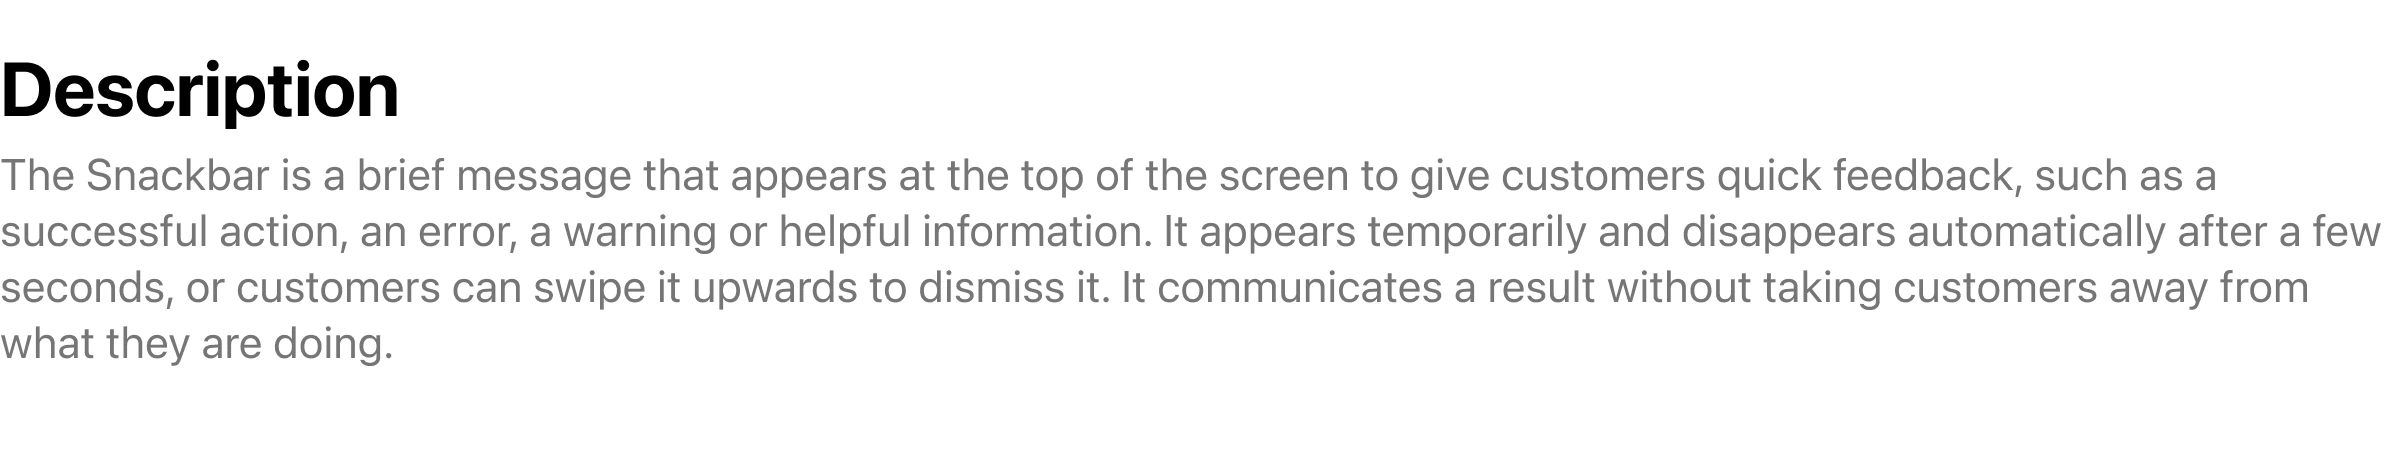 Description
The Snackbar is a brief message that appears at the top of the screen to give customers quick feedback, such as a
successful action, an error, a warning or helpful information. It appears temporarily and disappears automatically after a few
seconds, or customers can swipe it upwards to dismiss it. It communicates a result without taking customers away from
what they are doing.